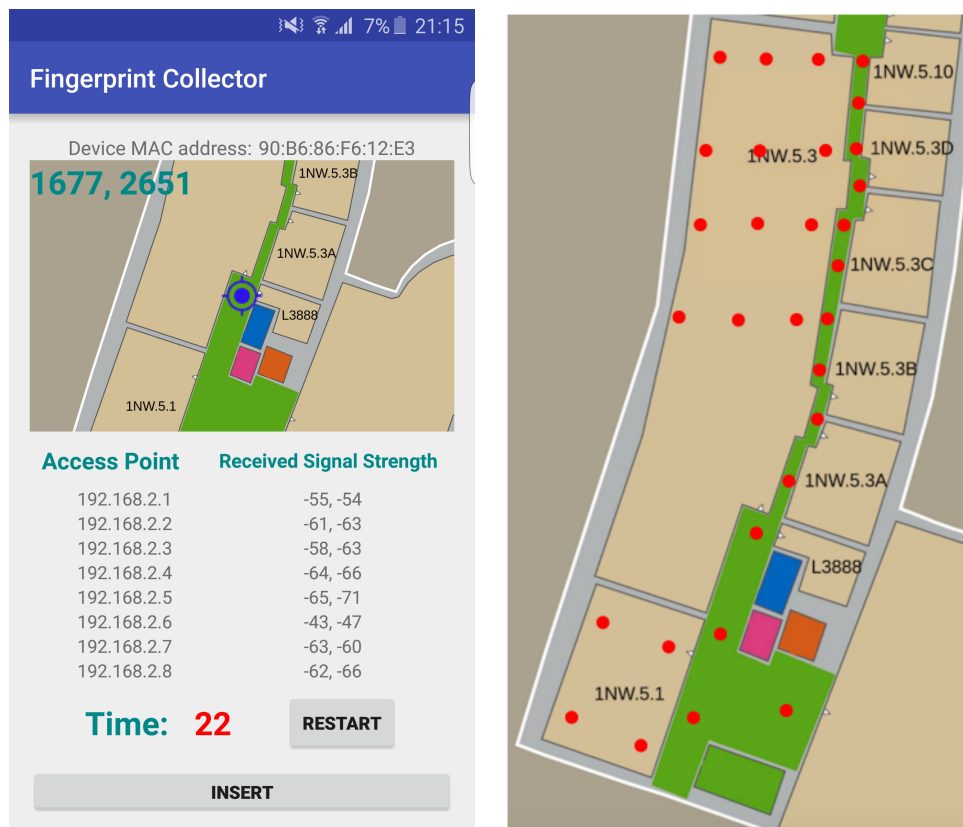 7% 21:15
Fingerprint Collector
Device MAC address: 90:B6:86:F6:12:E3
1677, 2651
1NW.5.3B
1NW.5.3A
L3888
1NW.5.1
Access Point Received Signal Strength
192.168.2.1 -55, -54
192.168.2.2 -61, -63
192.168.2.3 -58, -63
192.168.2.4 -64, -66
192.168.2.5 -65, -71
192.168.2.6 -43, -47
192.168.2.7 -63, -60
192.168.2.8 -62, -66
Time: 22 RESTART
INSERT
1NW.5.10
1NW.5.3 1NW.5.3D
1NW.5.3C
1NW.5.3B
1NW.5.3A
L3888
1NW.5.1